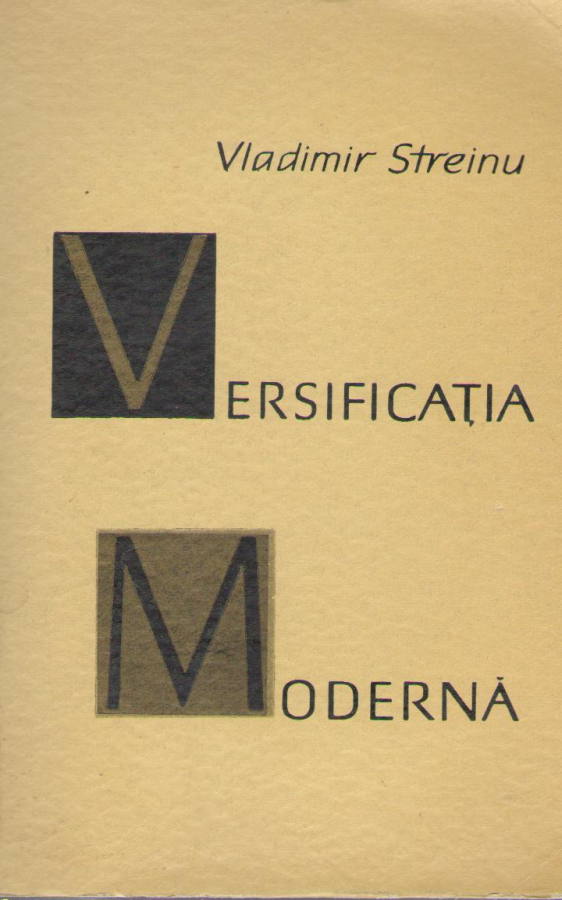 Vladimir Streinu
VERSIFICAȚIA
MODERNĂ